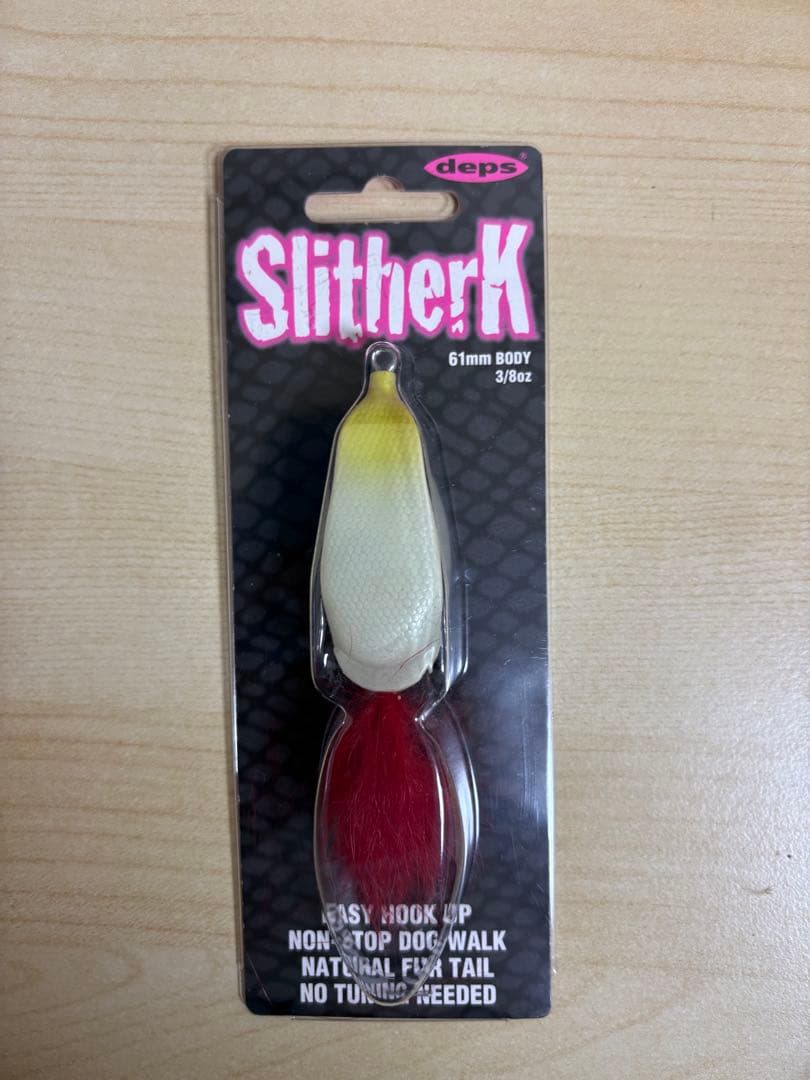 deps®
SlitherK
61mm BODY
3/8oz
EASY HOOK UP
NON-STOP DOG WALK
NATURAL FUR TAIL
NO TUNING NEEDED